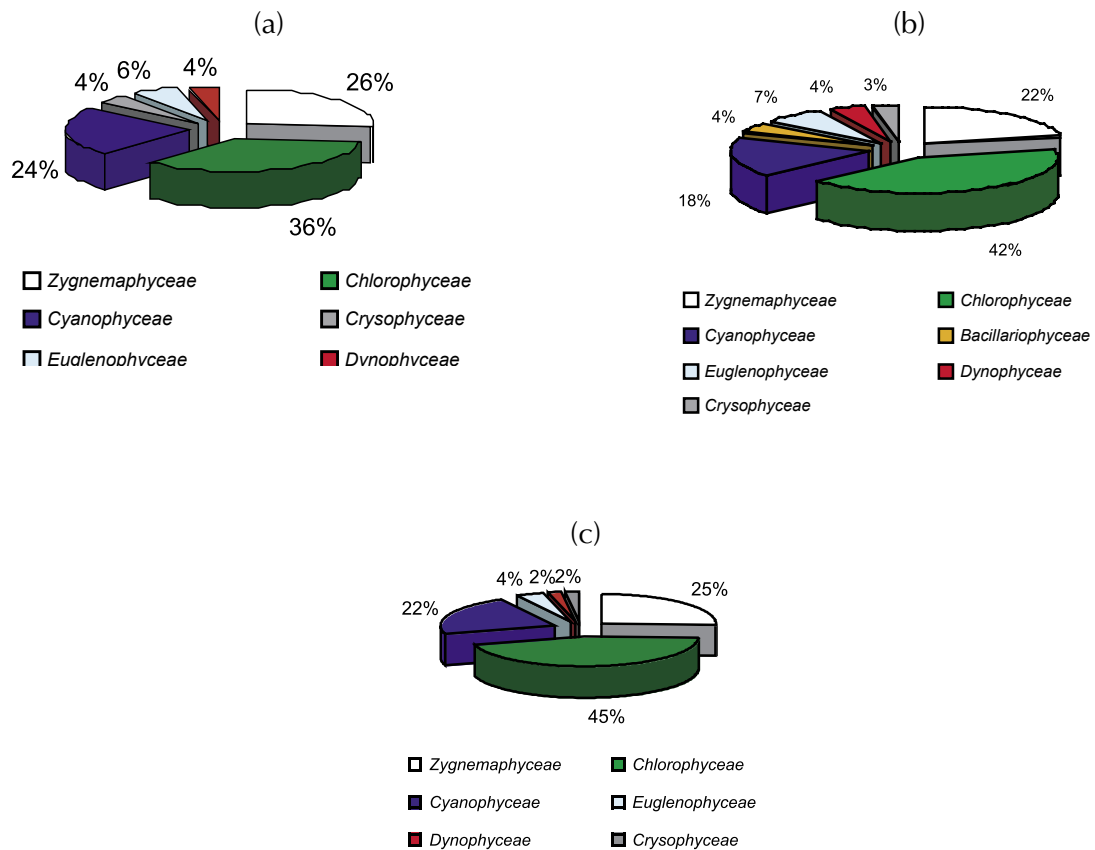 (a)
4% 6% 4% 26%
24%
36%
Zygnemaphyceae Chlorophyceae
Cyanophyceae Crysophyceae
Euglenophyceae Dynophyceae
(b)
4% 7% 4% 3% 22%
18%
42%
Zygnemaphyceae Chlorophyceae
Cyanophyceae Bacillariophyceae
Euglenophyceae Dynophyceae
Crysophyceae
(c)
22% 4% 2% 2% 25%
45%
Zygnemaphyceae Chlorophyceae
Cyanophyceae Euglenophyceae
Dynophyceae Crysophyceae